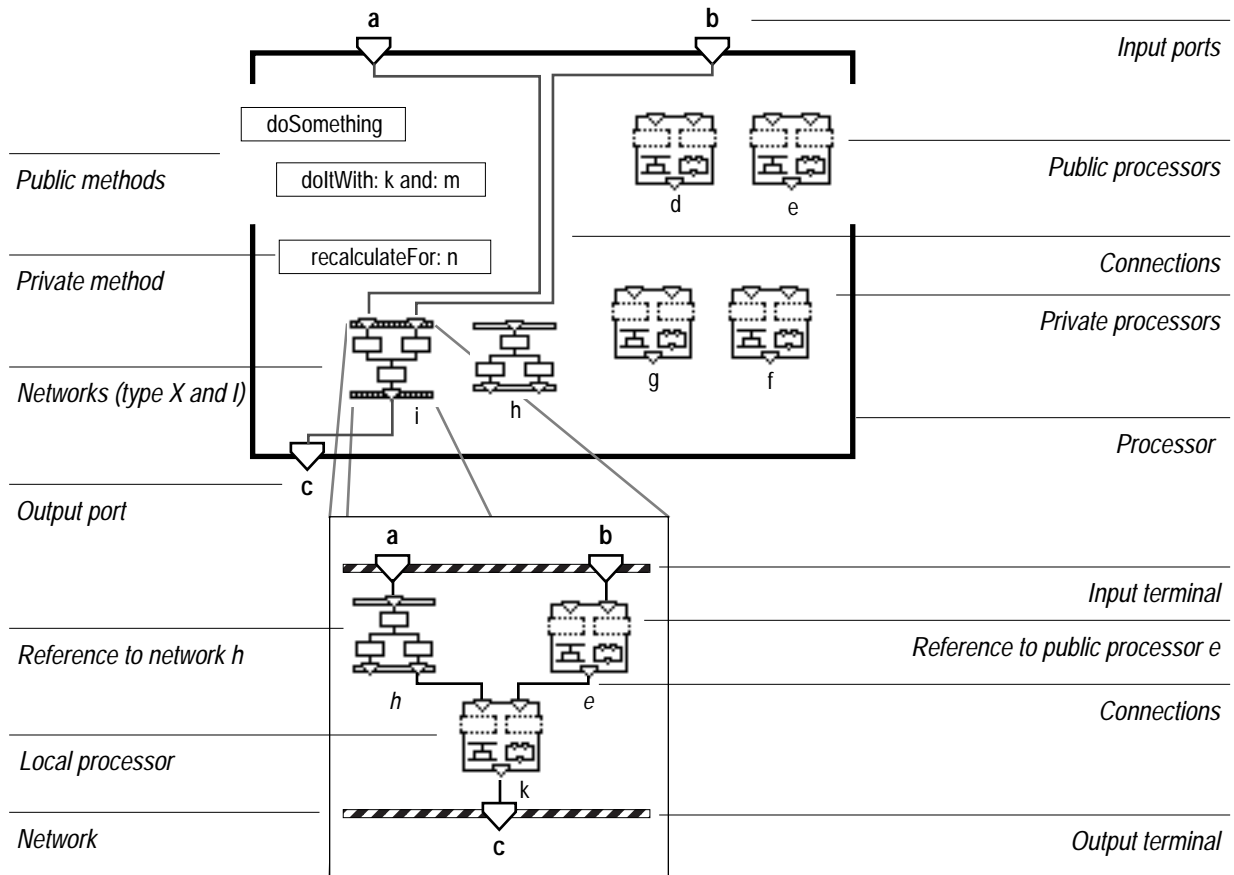 a
b
Input ports
doSomething
Public methods
doItWith: k and: m
d
e
Public processors
recalculateFor: n
Private method
Connections
Private processors
g
f
Networks (type X and I)
i
h
Processor
c
Output port
a
b
Input terminal
Reference to network h
Reference to public processor e
h
e
Connections
Local processor
k
Network
c
Output terminal